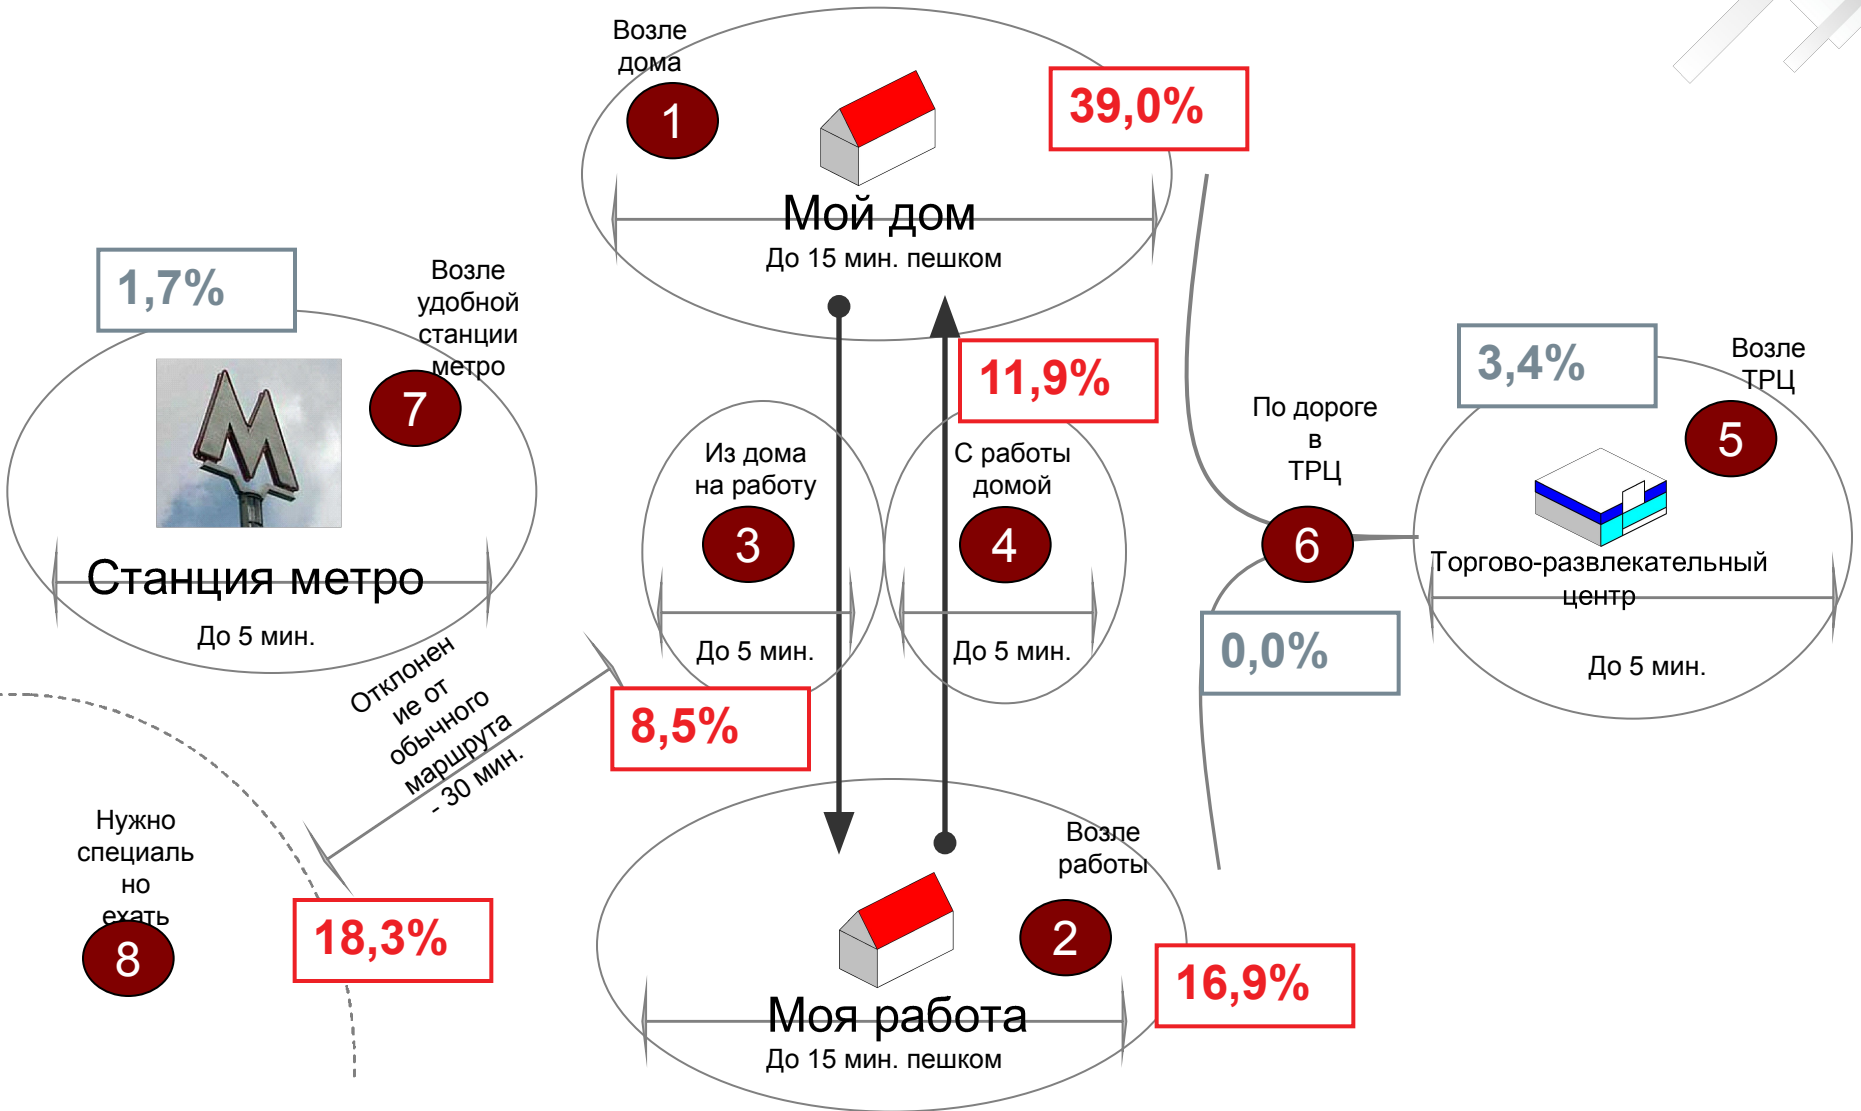 Возле
дома
1
39,0%
Мой дом
До 15 мин. пешком
1,7%
Возле
удобной
станции
метро
7
М
Станция метро
До 5 мин.
11,9%
Из дома
на работу
3
До 5 мин.
8,5%
С работы
домой
4
До 5 мин.
По дороге
в
ТРЦ
6
0,0%
3,4%
Возле
ТРЦ
5
Торгово-развлекательный
центр
До 5 мин.
Отклонен
ие от
обычного
маршрута
- 30 мин.
Нужно
специаль
но
ехать
8
18,3%
Возле
работы
2
16,9%
Моя работа
До 15 мин. пешком